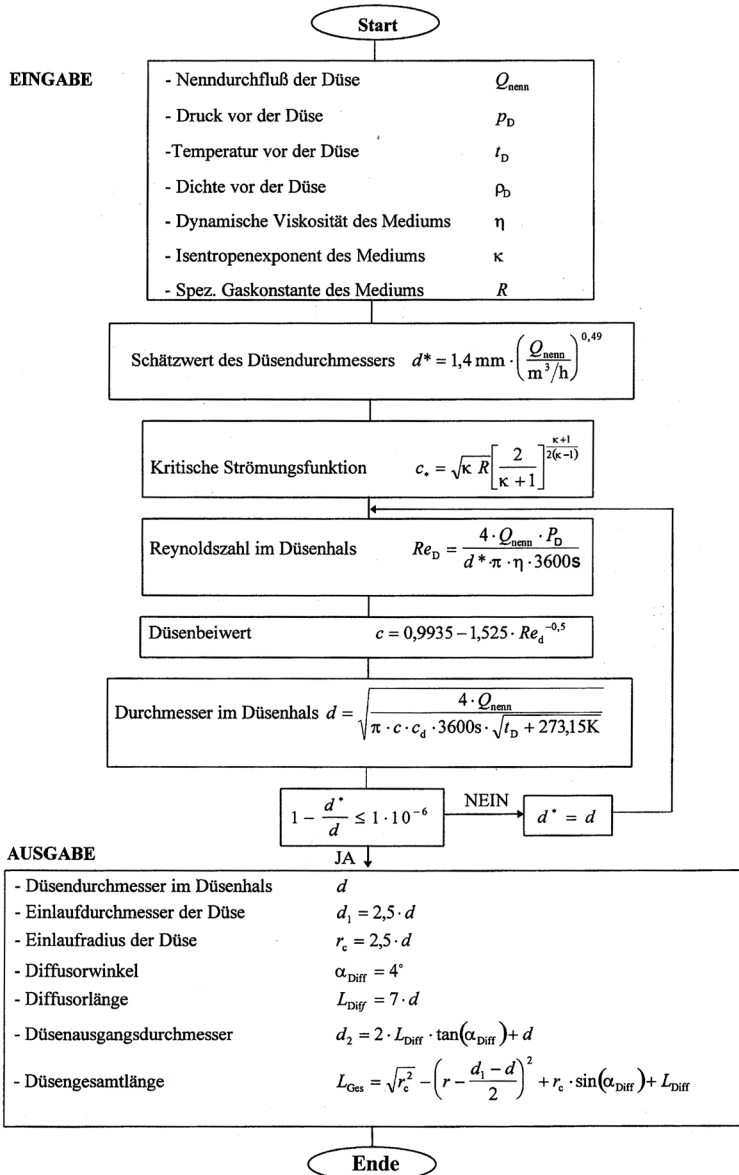 Start
EINGABE
- Nenndurchfluß der Düse Q_nenn
- Druck vor der Düse p_D
-Temperatur vor der Düse t_D
- Dichte vor der Düse ρ_D
- Dynamische Viskosität des Mediums η
- Isentropenexponent des Mediums κ
- Spez. Gaskonstante des Mediums R
Schätzwert des Düsendurchmessers d* = 1,4 mm · (Q_nenn / m³/h)^0,49
Kritische Strömungsfunktion c_* = √(κ R) [2 / (κ+1)]^((κ+1)/(2(κ−1)))
Reynoldszahl im Düsenhals Re_D = (4 · Q_nenn · P_D) / (d* · π · η · 3600s)
Düsenbeiwert c = 0,9935 − 1,525 · Re_d^−0,5
Durchmesser im Düsenhals d = √((4 · Q_nenn) / (π · c · c_d · 3600s · √(t_D + 273,15K)))
1 − d*/d ≤ 1 · 10^−6
NEIN
d* = d
JA
AUSGABE
- Düsendurchmesser im Düsenhals d
- Einlaufdurchmesser der Düse d_1 = 2,5 · d
- Einlaufradius der Düse r_c = 2,5 · d
- Diffusorwinkel α_Diff = 4°
- Diffusorlänge L_Diff = 7 · d
- Düsenausgangsdurchmesser d_2 = 2 · L_Diff · tan(α_Diff) + d
- Düsengesamtlänge L_Ges = √(r_c²) − (r − (d_1 − d)/2)² + r_c · sin(α_Diff) + L_Diff
Ende